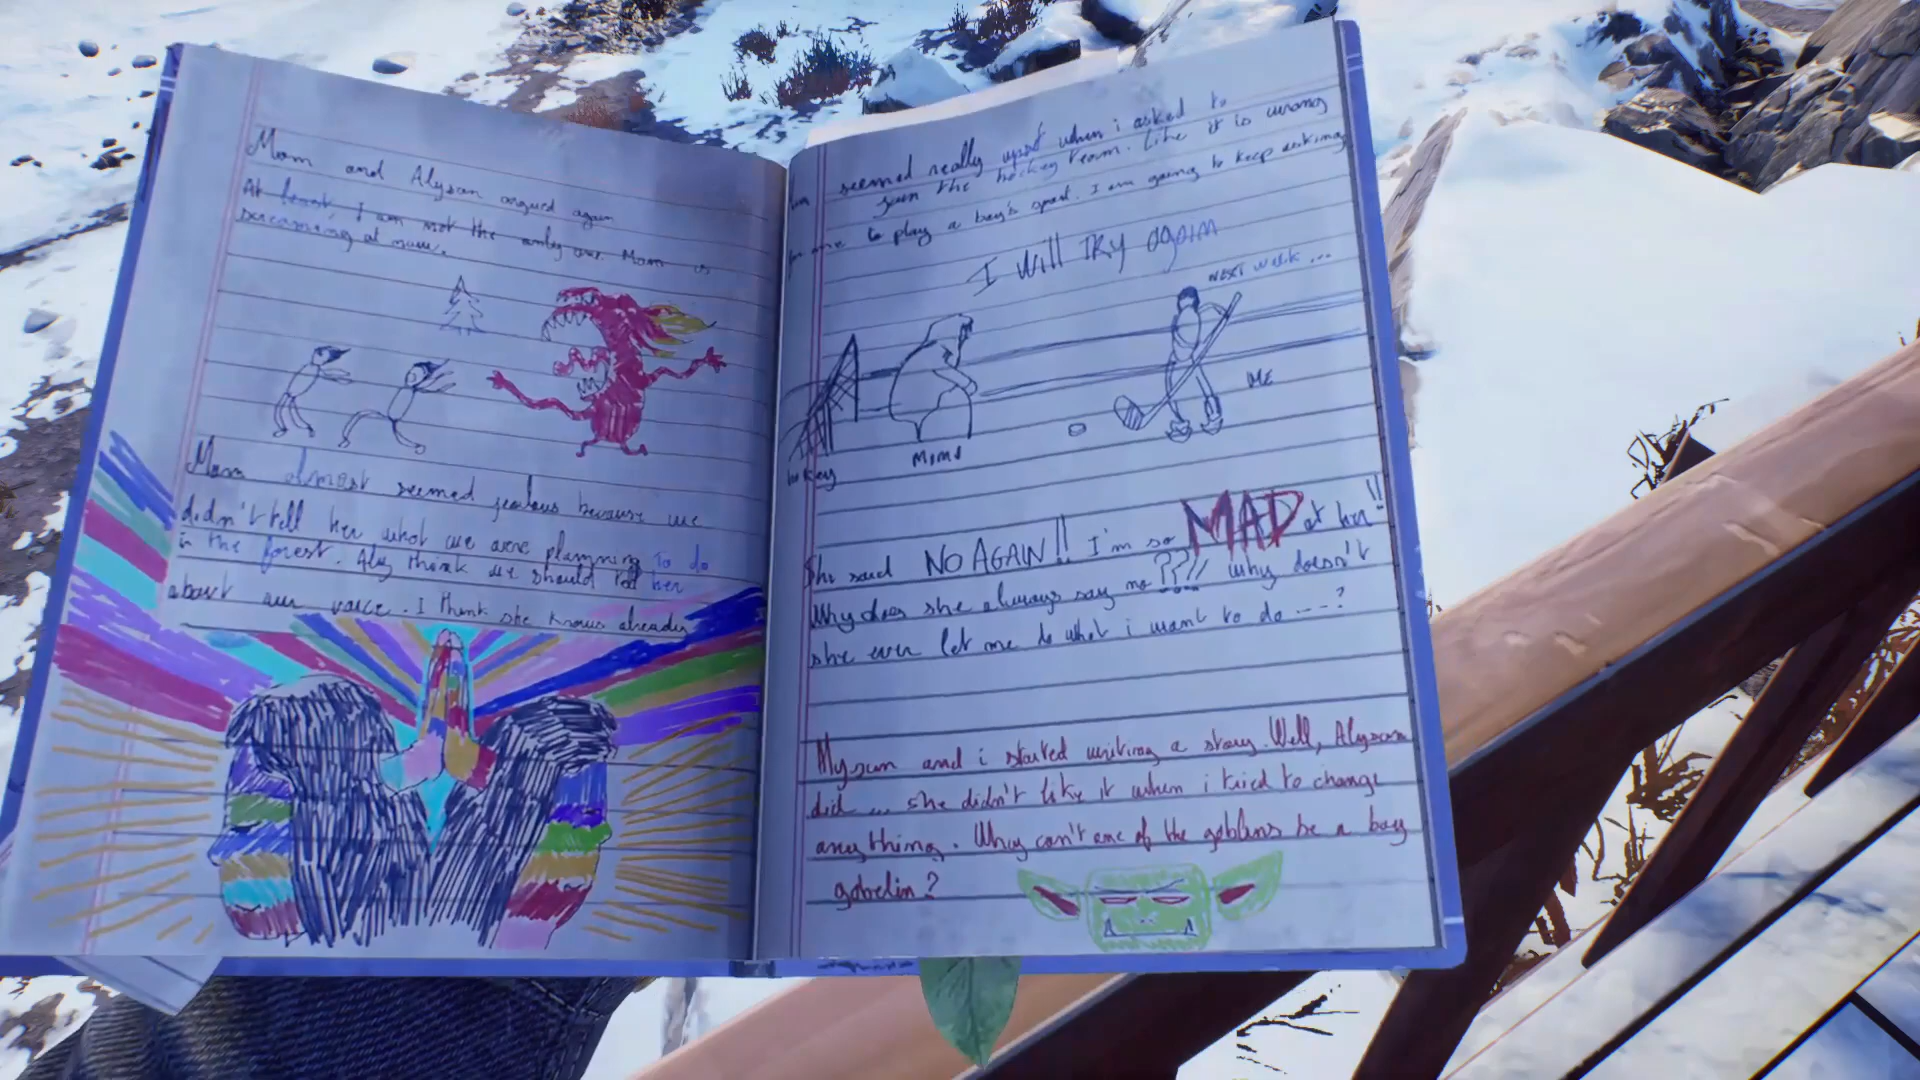 Mom and Alyson argued again
At least I am not the only one Mom is
screaming at now.
Mom almost seemed jealous because we
didn't tell her what we were planning to do
in the forest. Aly think we should tell her
about our voice. I think she knows already
seemed really upset when i asked to
join the hockey team. Like it is wrong
for me to play a boy's sport. I am going to keep asking
I Will TRY AgAIN
NEXT Week...
ME
Mom
hockey
She said NO AGAIN!! I'm so MAD at her!!
Why does she always say no ??!! why doesn't
she ever let me do what i want to do ---?
Alyson and i started writing a story. Well, Alyson
did ... she didn't like it when i tried to change
anything. Why can't one of the goblins be a boy
goblin?